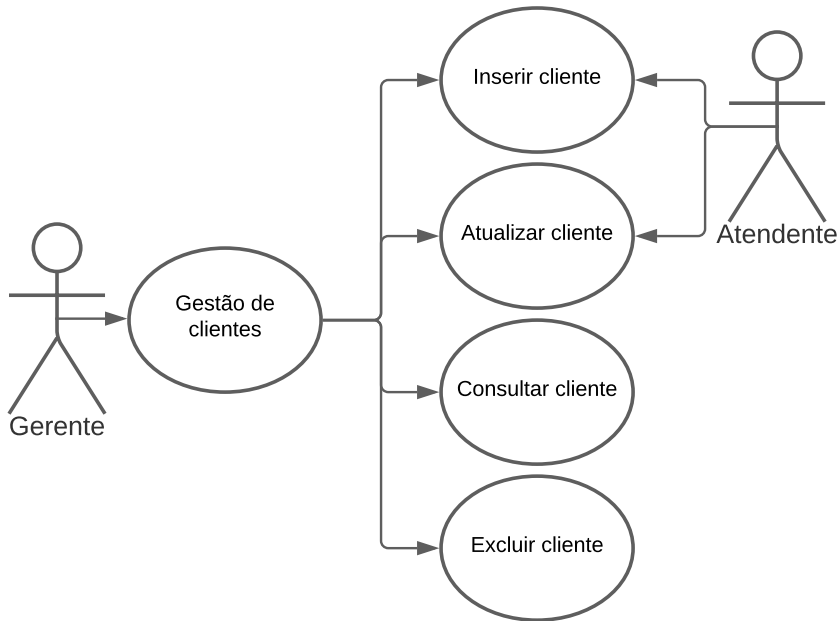 Inserir cliente
Atualizar cliente
Atendente
Gestão de
clientes
Consultar cliente
Gerente
Excluir cliente